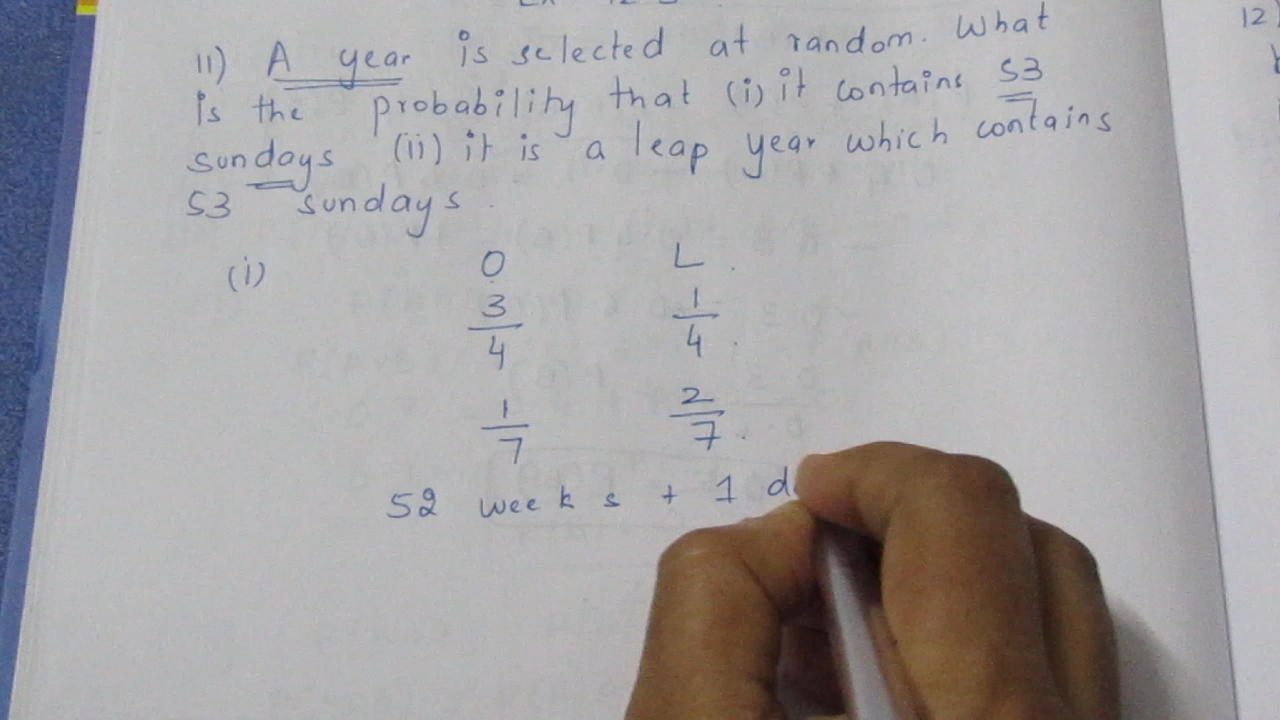 11) A year is selected at random. What
is the probability that (i) it contains 53
sundays (ii) it is a leap year which contains
53 sundays.
(i) O L
3/4 1/4
1/7 2/7
52 weeks + 1 d
12)